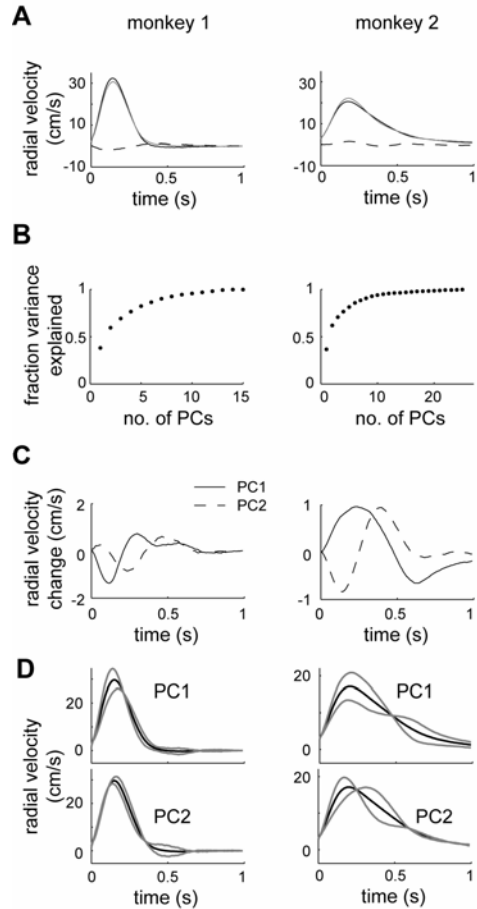 A
monkey 1
monkey 2
radial velocity
(cm/s)
30
10
-10
0
0.5
1
time (s)
30
10
-10
0
0.5
1
time (s)
B
fraction variance
explained
1
0.5
0
0
5
10
15
no. of PCs
1
0.5
0
0
10
20
no. of PCs
C
radial velocity
change (cm/s)
2
0
-2
0
0.5
1
time (s)
PC1
PC2
1
0
-1
0
0.5
1
time (s)
D
radial velocity
(cm/s)
20
0
PC1
20
0
PC1
20
0
PC2
0
0.5
1
time (s)
20
0
PC2
0
0.5
1
time (s)